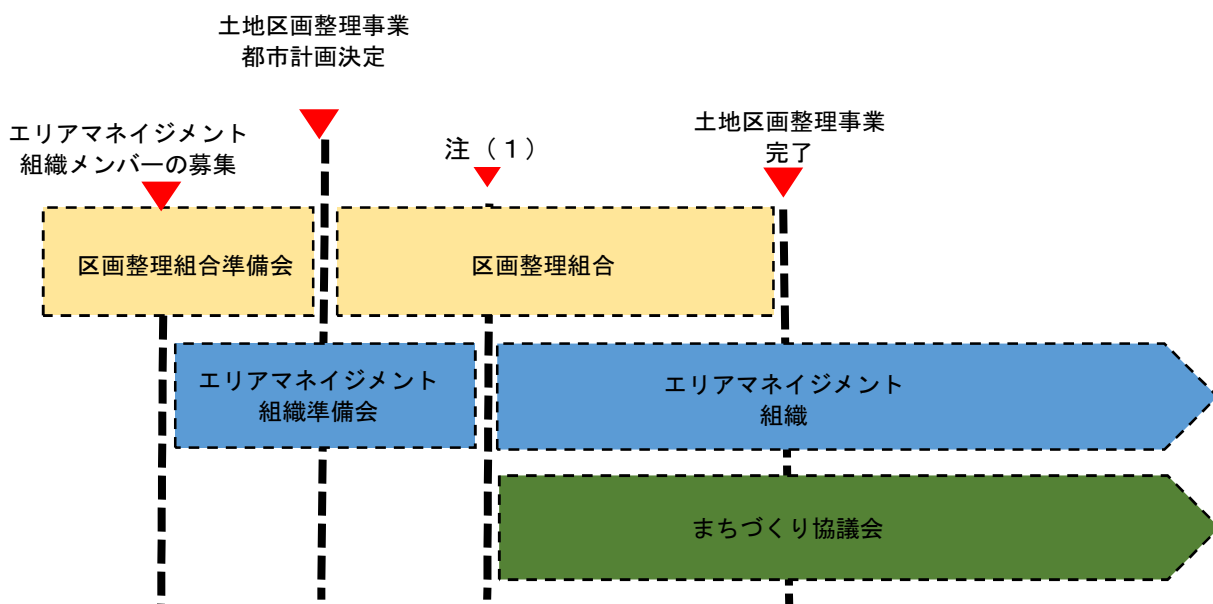 土地区画整理事業
都市計画決定
エリアマネイジメント
組織メンバーの募集
注（１）
土地区画整理事業
完了
区画整理組合準備会
区画整理組合
エリアマネイジメント
組織準備会
エリアマネイジメント
組織
まちづくり協議会